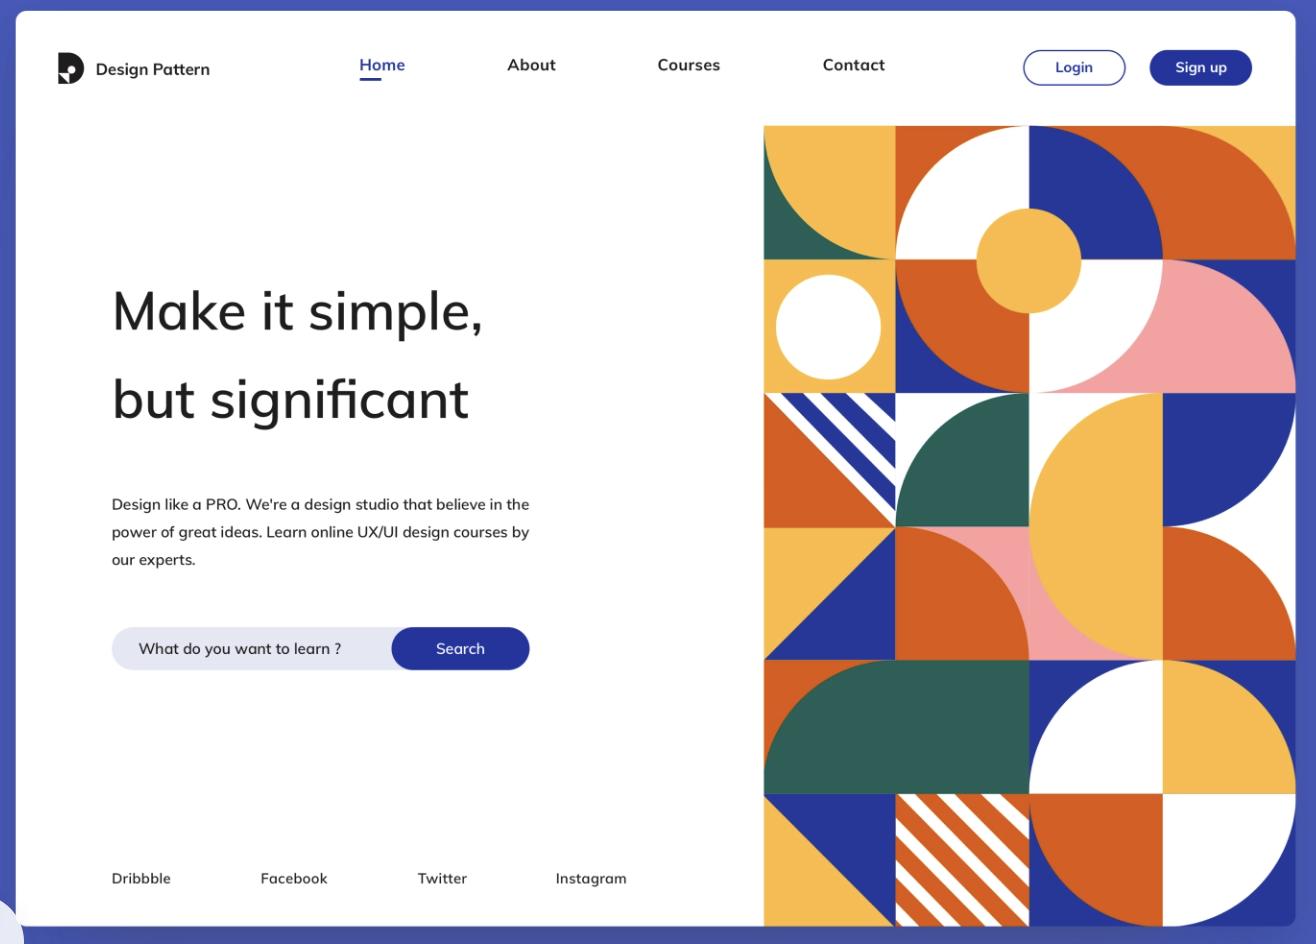 Design Pattern
Home
About
Courses
Contact
Login
Sign up
Make it simple,
but significant
Design like a PRO. We're a design studio that believe in the
power of great ideas. Learn online UX/UI design courses by
our experts.
What do you want to learn ?
Search
Dribbble
Facebook
Twitter
Instagram